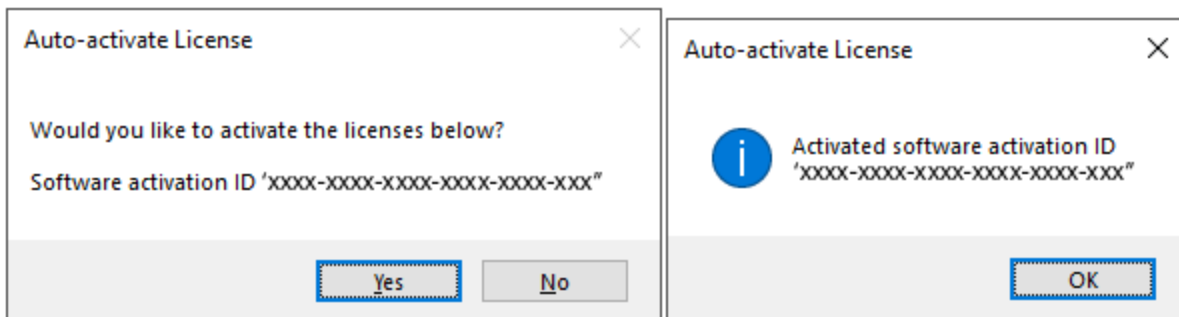 Auto-activate License
Would you like to activate the licenses below?
Software activation ID ‘xxxx-xxxx-xxxx-xxxx-xxxx-xxx”
Yes
No
Auto-activate License
i
Activated software activation ID
‘xxxx-xxxx-xxxx-xxxx-xxxx-xxx”
OK